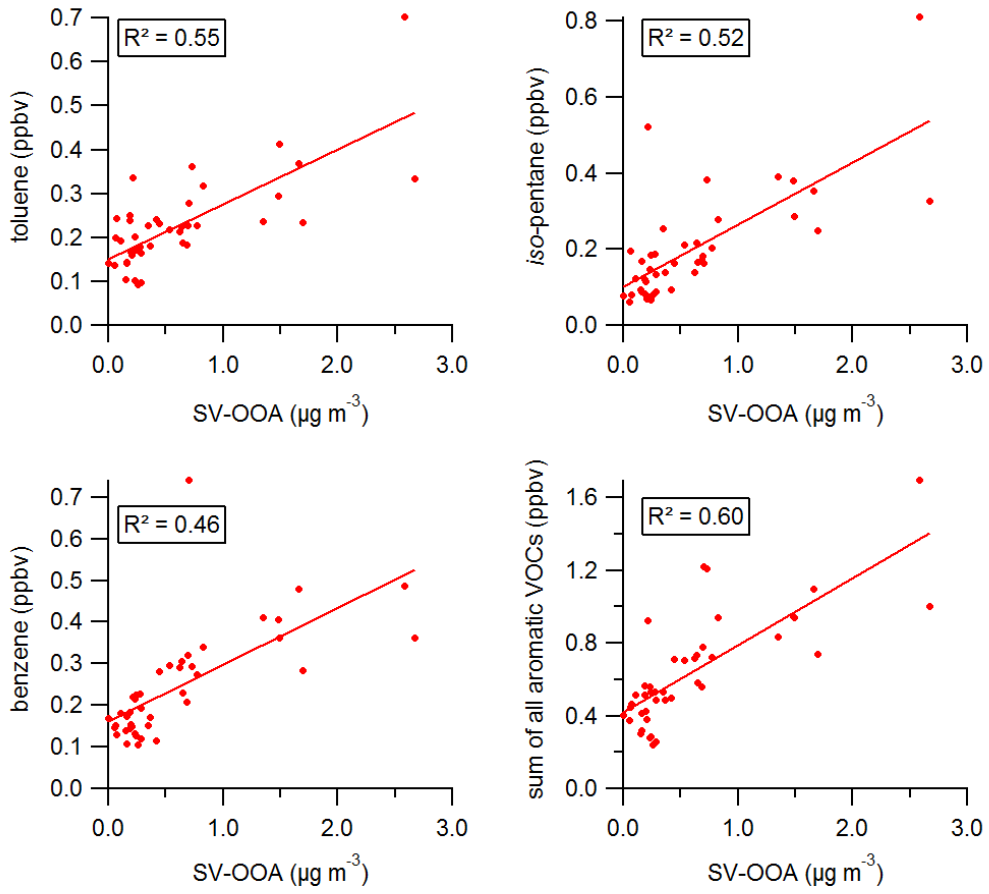 toluene (ppbv)
0.7
0.6
0.5
0.4
0.3
0.2
0.1
0.0
R² = 0.55
0.0 1.0 2.0 3.0
SV-OOA (µg m⁻³)
iso-pentane (ppbv)
0.8
0.6
0.4
0.2
0.0
R² = 0.52
0.0 1.0 2.0 3.0
SV-OOA (µg m⁻³)
benzene (ppbv)
0.7
0.6
0.5
0.4
0.3
0.2
0.1
0.0
R² = 0.46
0.0 1.0 2.0 3.0
SV-OOA (µg m⁻³)
sum of all aromatic VOCs (ppbv)
1.6
1.2
0.8
0.4
0.0
R² = 0.60
0.0 1.0 2.0 3.0
SV-OOA (µg m⁻³)